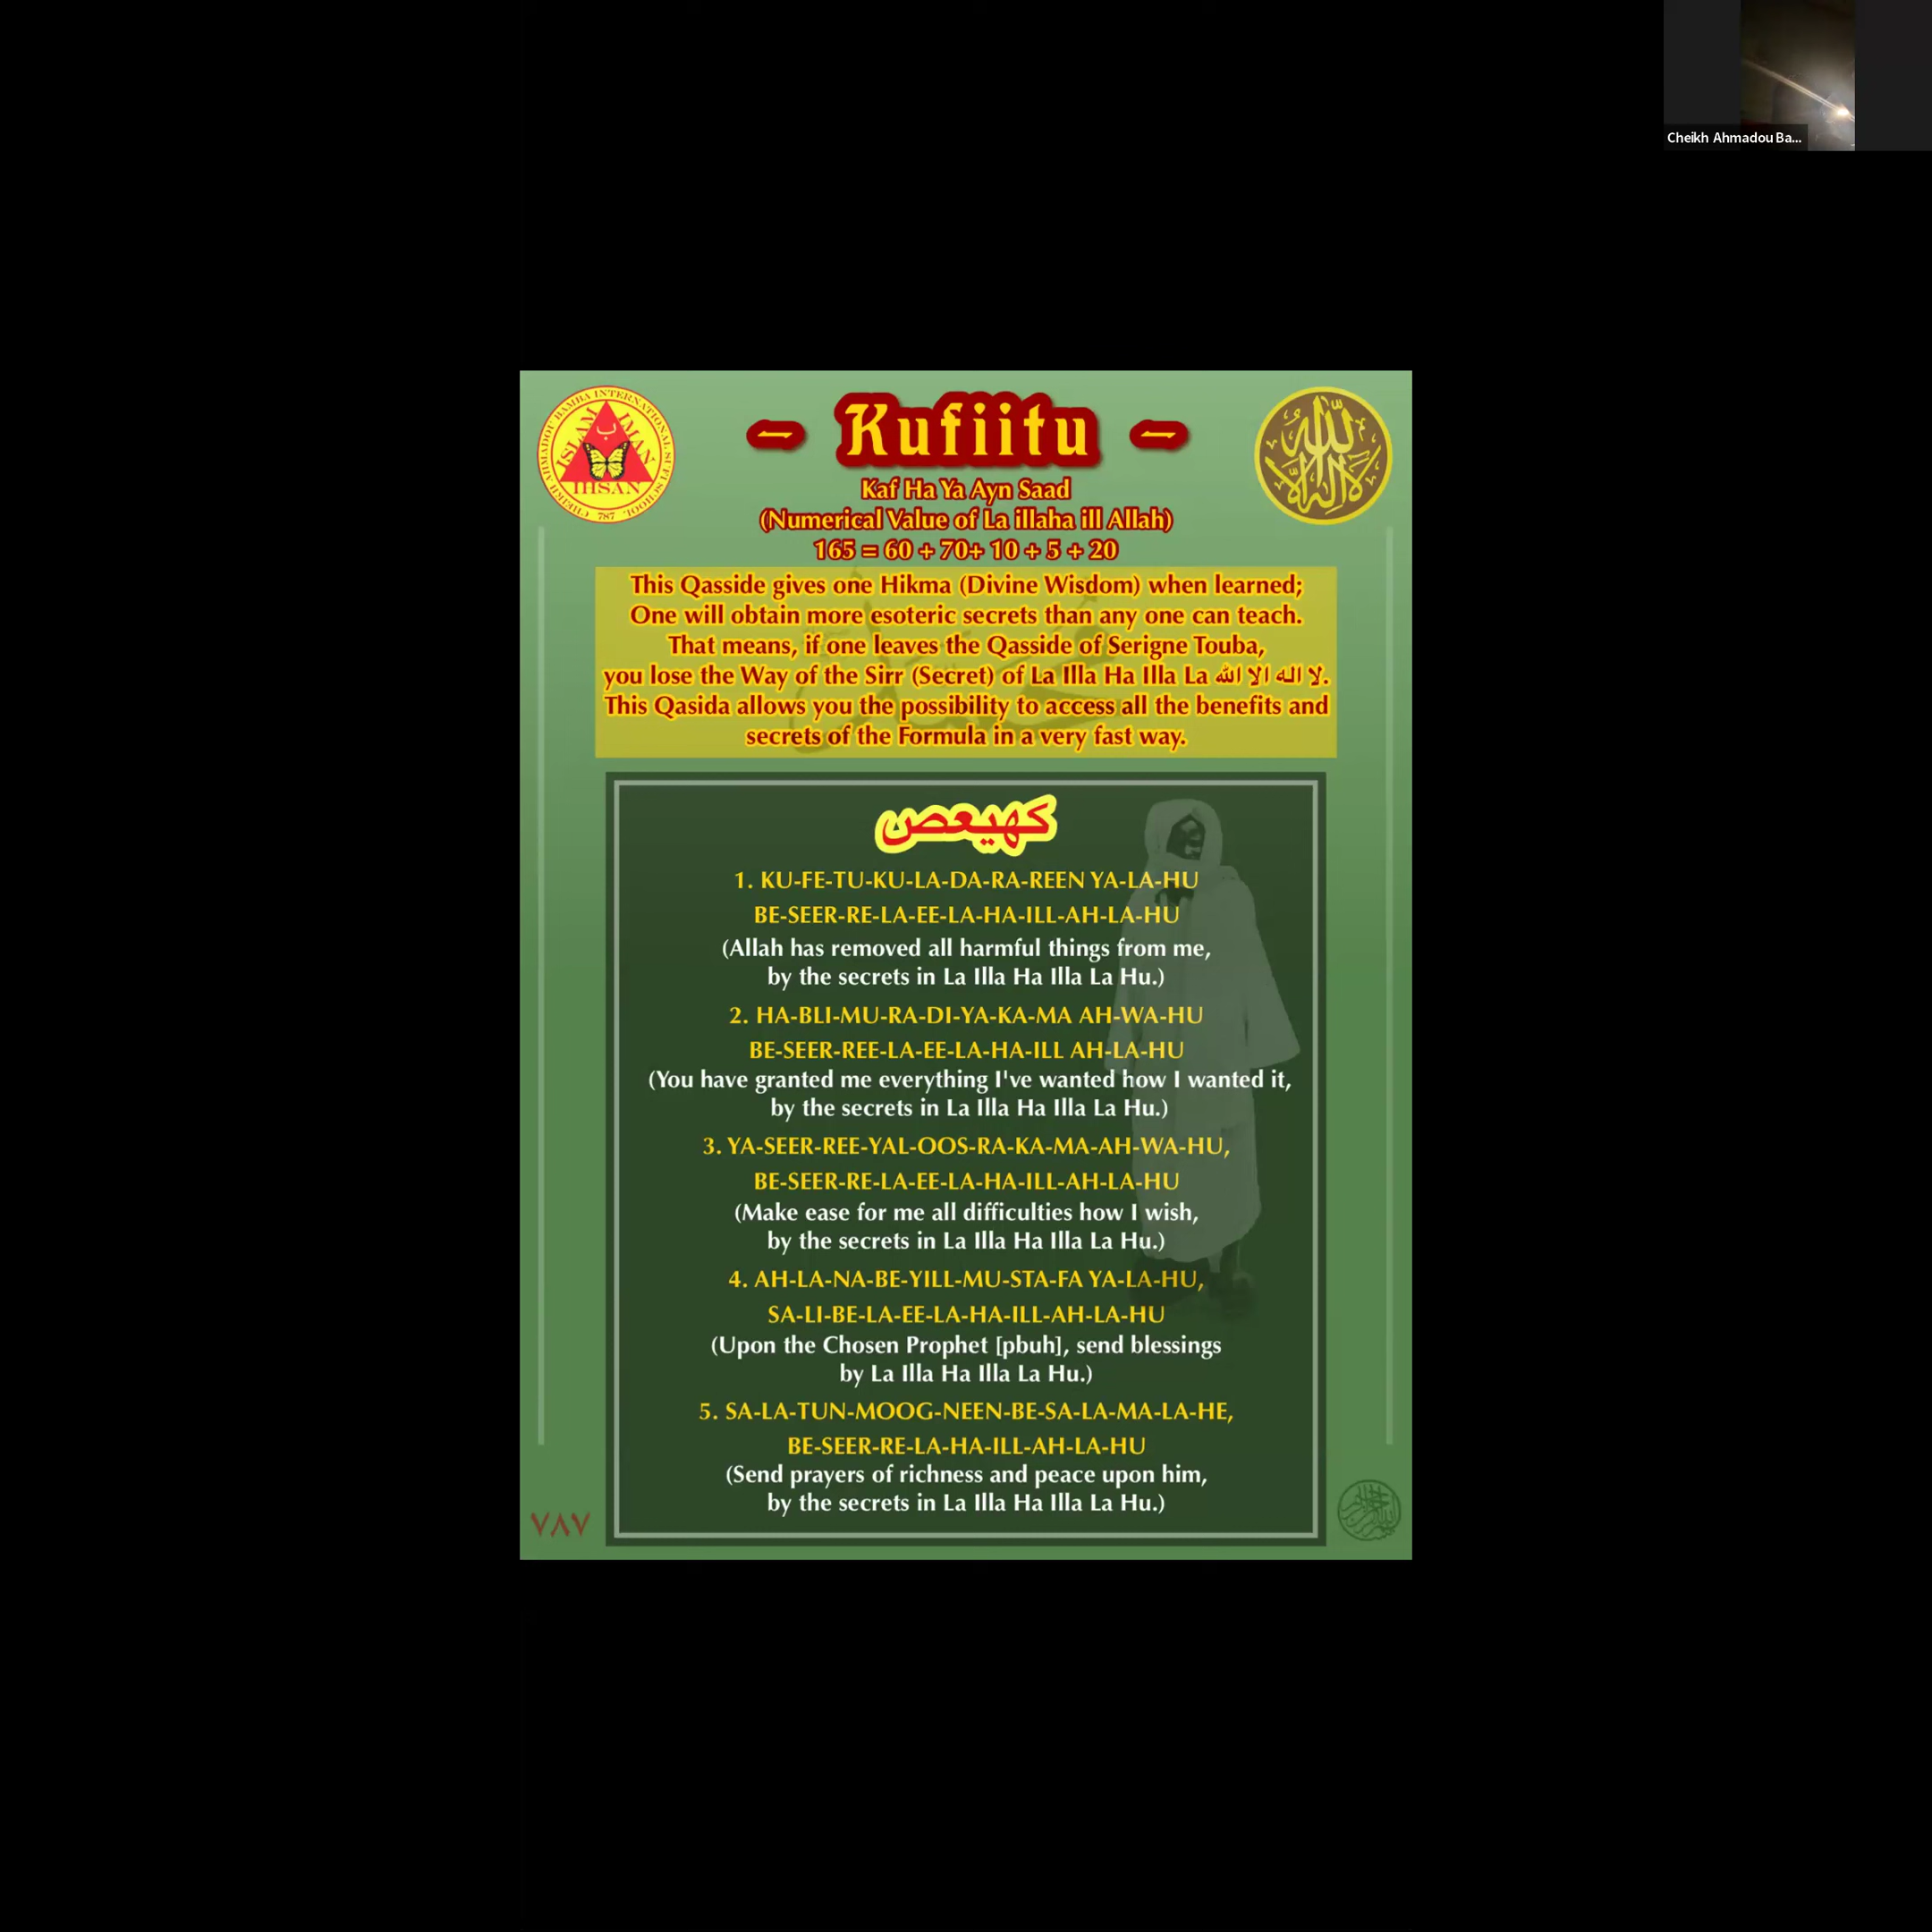 Cheikh Ahmadou Ba...
CHEIKH AHMADOU BAMBA INTERNATIONAL SUFI SCHOOL
787
ب
ISLAM
IMAN
IHSAN
- Kufiitu -
لا اله الا الله
Kaf Ha Ya Ayn Saad
(Numerical Value of La illaha ill Allah)
165 = 60 + 70+ 10 + 5 + 20
This Qasside gives one Hikma (Divine Wisdom) when learned;
One will obtain more esoteric secrets than any one can teach.
That means, if one leaves the Qasside of Serigne Touba,
you lose the Way of the Sirr (Secret) of La Illa Ha Illa La لا اله الا الله.
This Qasida allows you the possibility to access all the benefits and
secrets of the Formula in a very fast way.
كهيعص
1. KU-FE-TU-KU-LA-DA-RA-REEN YA-LA-HU
BE-SEER-RE-LA-EE-LA-HA-ILL-AH-LA-HU
(Allah has removed all harmful things from me,
by the secrets in La Illa Ha Illa La Hu.)
2. HA-BLI-MU-RA-DI-YA-KA-MA AH-WA-HU
BE-SEER-REE-LA-EE-LA-HA-ILL AH-LA-HU
(You have granted me everything I've wanted how I wanted it,
by the secrets in La Illa Ha Illa La Hu.)
3. YA-SEER-REE-YAL-OOS-RA-KA-MA-AH-WA-HU,
BE-SEER-RE-LA-EE-LA-HA-ILL-AH-LA-HU
(Make ease for me all difficulties how I wish,
by the secrets in La Illa Ha Illa La Hu.)
4. AH-LA-NA-BE-YILL-MU-STA-FA YA-LA-HU,
SA-LI-BE-LA-EE-LA-HA-ILL-AH-LA-HU
(Upon the Chosen Prophet [pbuh], send blessings
by La Illa Ha Illa La Hu.)
5. SA-LA-TUN-MOOG-NEEN-BE-SA-LA-MA-LA-HE,
BE-SEER-RE-LA-HA-ILL-AH-LA-HU
(Send prayers of richness and peace upon him,
by the secrets in La Illa Ha Illa La Hu.)
٧٨٧